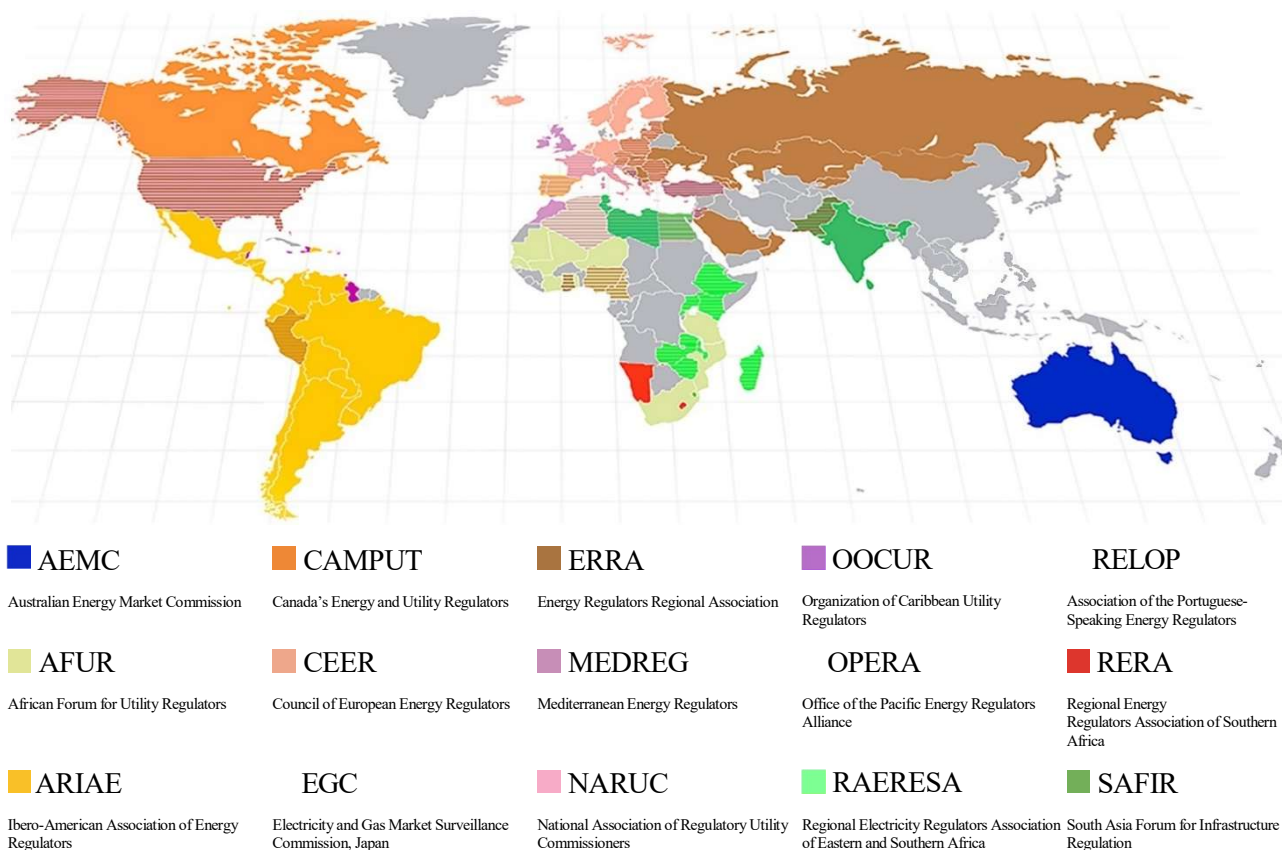 AEMC
Australian Energy Market Commission
CAMPUT
Canada's Energy and Utility Regulators
ERRA
Energy Regulators Regional Association
OOCUR
Organization of Caribbean Utility
Regulators
RELOP
Association of the Portuguese-
Speaking Energy Regulators
AFUR
African Forum for Utility Regulators
CEER
Council of European Energy Regulators
MEDREG
Mediterranean Energy Regulators
OPERA
Office of the Pacific Energy Regulators
Alliance
RERA
Regional Energy
Regulators Association of Southern
Africa
ARIAE
Ibero-American Association of Energy
Regulators
EGC
Electricity and Gas Market Surveillance
Commission, Japan
NARUC
National Association of Regulatory Utility
Commissioners
RAERESA
Regional Electricity Regulators Association
of Eastern and Southern Africa
SAFIR
South Asia Forum for Infrastructure
Regulation